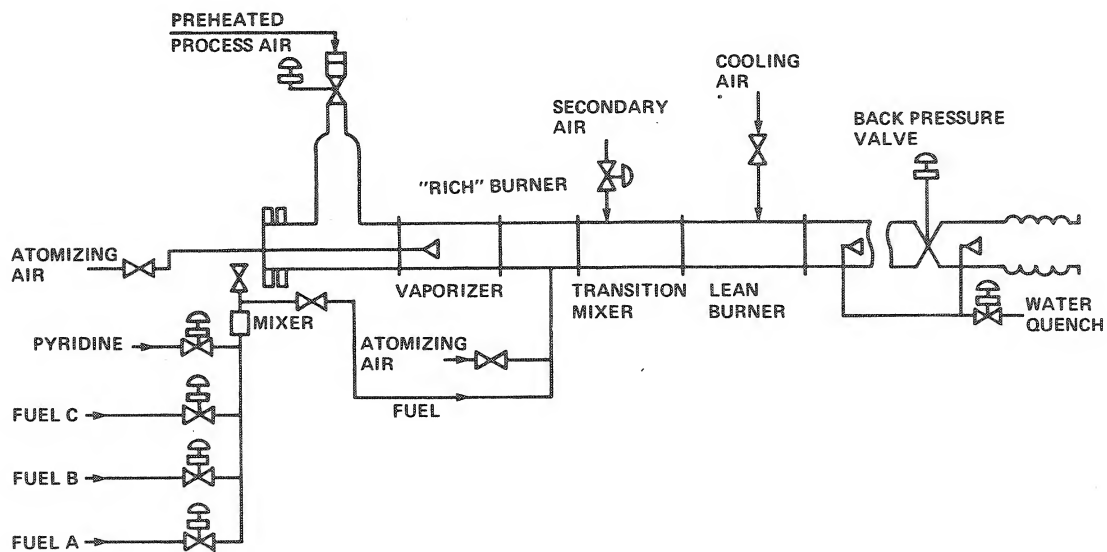 PREHEATED
PROCESS AIR
COOLING
AIR
SECONDARY
AIR
BACK PRESSURE
VALVE
"RICH" BURNER
ATOMIZING
AIR
VAPORIZER
TRANSITION
MIXER
LEAN
BURNER
WATER
QUENCH
MIXER
PYRIDINE
ATOMIZING
AIR
FUEL C
FUEL
FUEL B
FUEL A